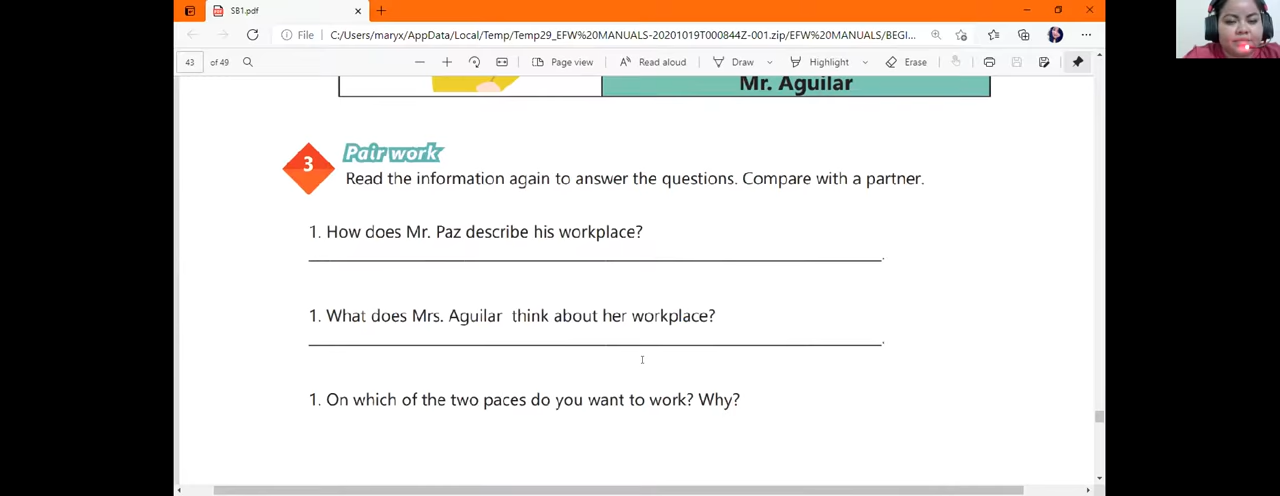 SB1.pdf
File
C:/Users/maryx/AppData/Local/Temp/Temp29_EFW%20MANUALS-20201019T000844Z-001.zip/EFW%20MANUALS/BEGI...
43 of 49
Page view
Read aloud
Draw
Highlight
Erase
Mr. Aguilar
3
Pair work
Read the information again to answer the questions. Compare with a partner.
1. How does Mr. Paz describe his workplace?
1. What does Mrs. Aguilar think about her workplace?
1. On which of the two paces do you want to work? Why?